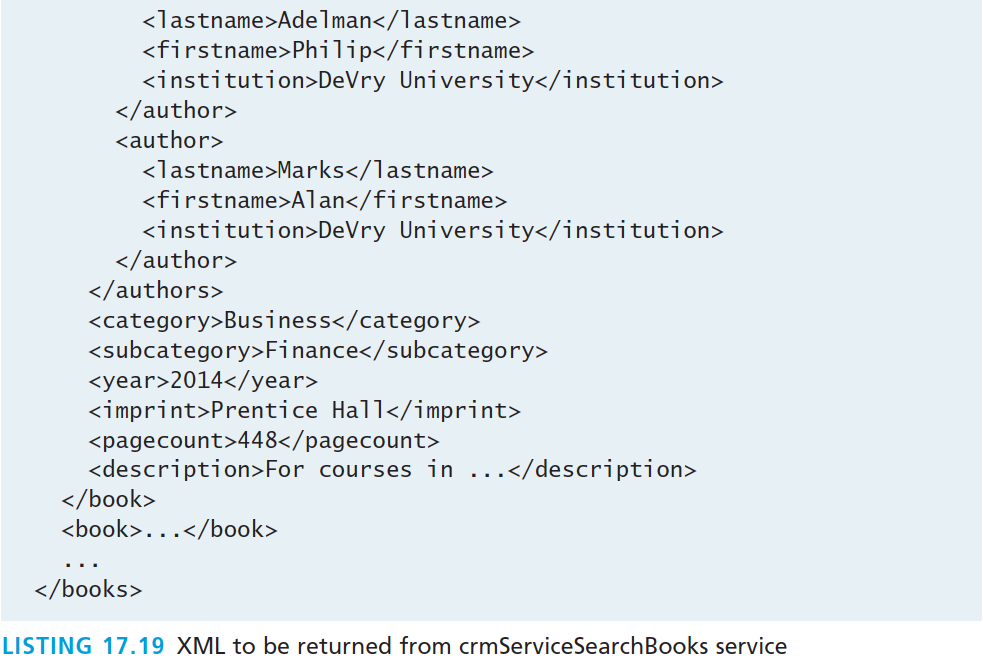 <lastname>Adelman</lastname>
<firstname>Philip</firstname>
<institution>DeVry University</institution>
</author>
<author>
<lastname>Marks</lastname>
<firstname>Alan</firstname>
<institution>DeVry University</institution>
</author>
</authors>
<category>Business</category>
<subcategory>Finance</subcategory>
<year>2014</year>
<imprint>Prentice Hall</imprint>
<pagecount>448</pagecount>
<description>For courses in ...</description>
</book>
<book>...</book>
...
</books>
LISTING 17.19 XML to be returned from crmServiceSearchBooks service